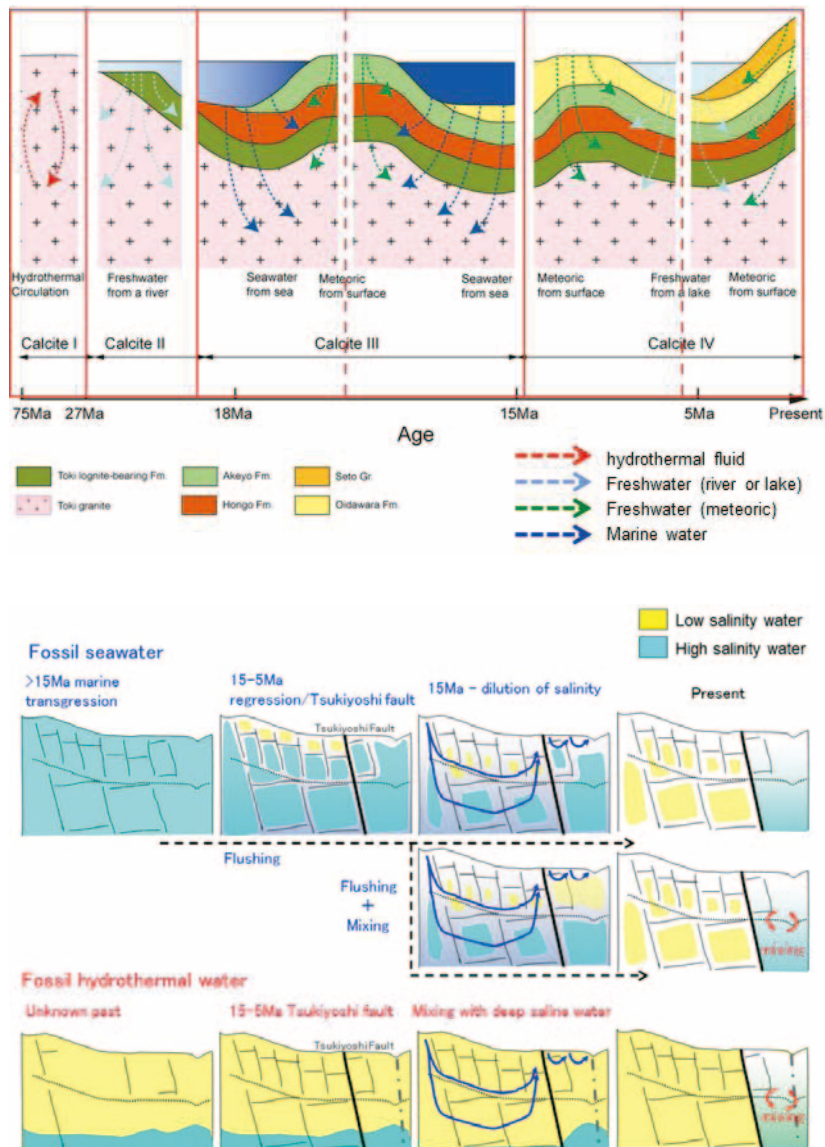 Hydrothermal
Circulation
Freshwater
from a river
Seawater
from sea
Meteoric
from surface
Seawater
from sea
Meteoric
from surface
Freshwater
from a lake
Meteoric
from surface
Calcite I
Calcite II
Calcite III
Calcite IV
75Ma
27Ma
18Ma
15Ma
5Ma
Present
Age
Toki lognite-bearing Fm.
Akeyo Fm.
Seto Gr.
Toki granite
Hongo Fm.
Oidawara Fm.
hydrothermal fluid
Freshwater (river or lake)
Freshwater (meteoric)
Marine water
Low salinity water
High salinity water
Fossil seawater
>15Ma marine
transgression
15-5Ma
regression/Tsukiyoshi fault
15Ma - dilution of salinity
Present
Tsukiyoshi Fault
Flushing
Flushing
+
Mixing
mixing
Fossil hydrothermal water
Unknown past
15-5Ma Tsukiyoshi fault
Mixing with deep saline water
Tsukiyoshi Fault
mixing